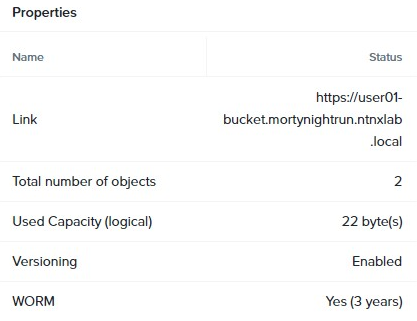 Properties
Name Status
https://user01-
Link bucket.mortynightrun.ntnxlab
.local
Total number of objects 2
Used Capacity (logical) 22 byte(s)
Versioning Enabled
WORM Yes (3 years)